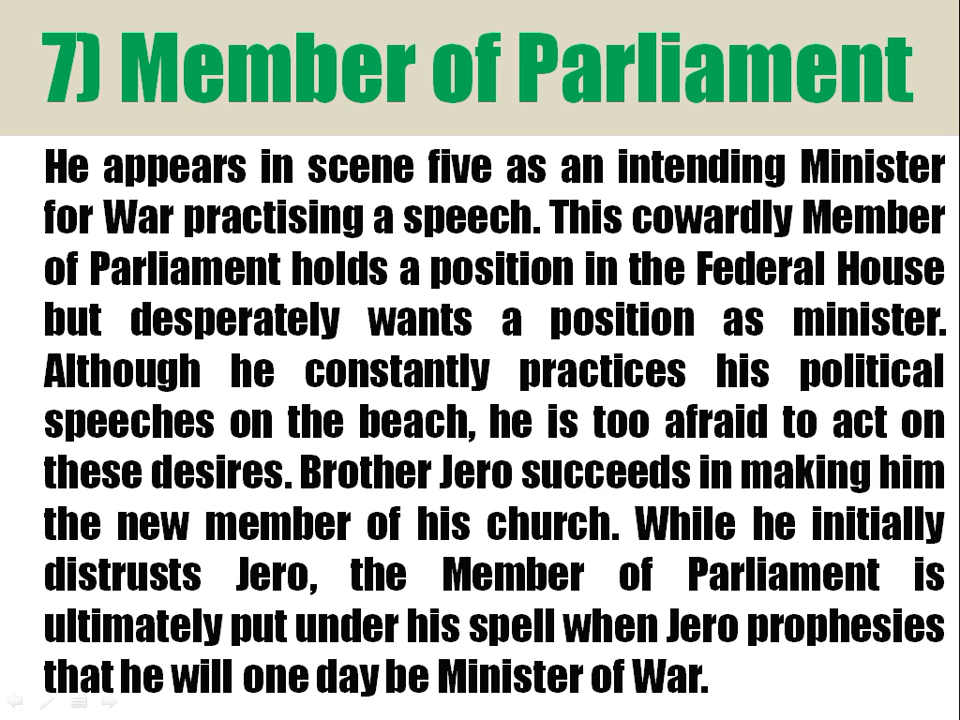 7) Member of Parliament
He appears in scene five as an intending Minister
for War practising a speech. This cowardly Member
of Parliament holds a position in the Federal House
but desperately wants a position as minister.
Although he constantly practices his political
speeches on the beach, he is too afraid to act on
these desires. Brother Jero succeeds in making him
the new member of his church. While he initially
distrusts Jero, the Member of Parliament is
ultimately put under his spell when Jero prophesies
that he will one day be Minister of War.